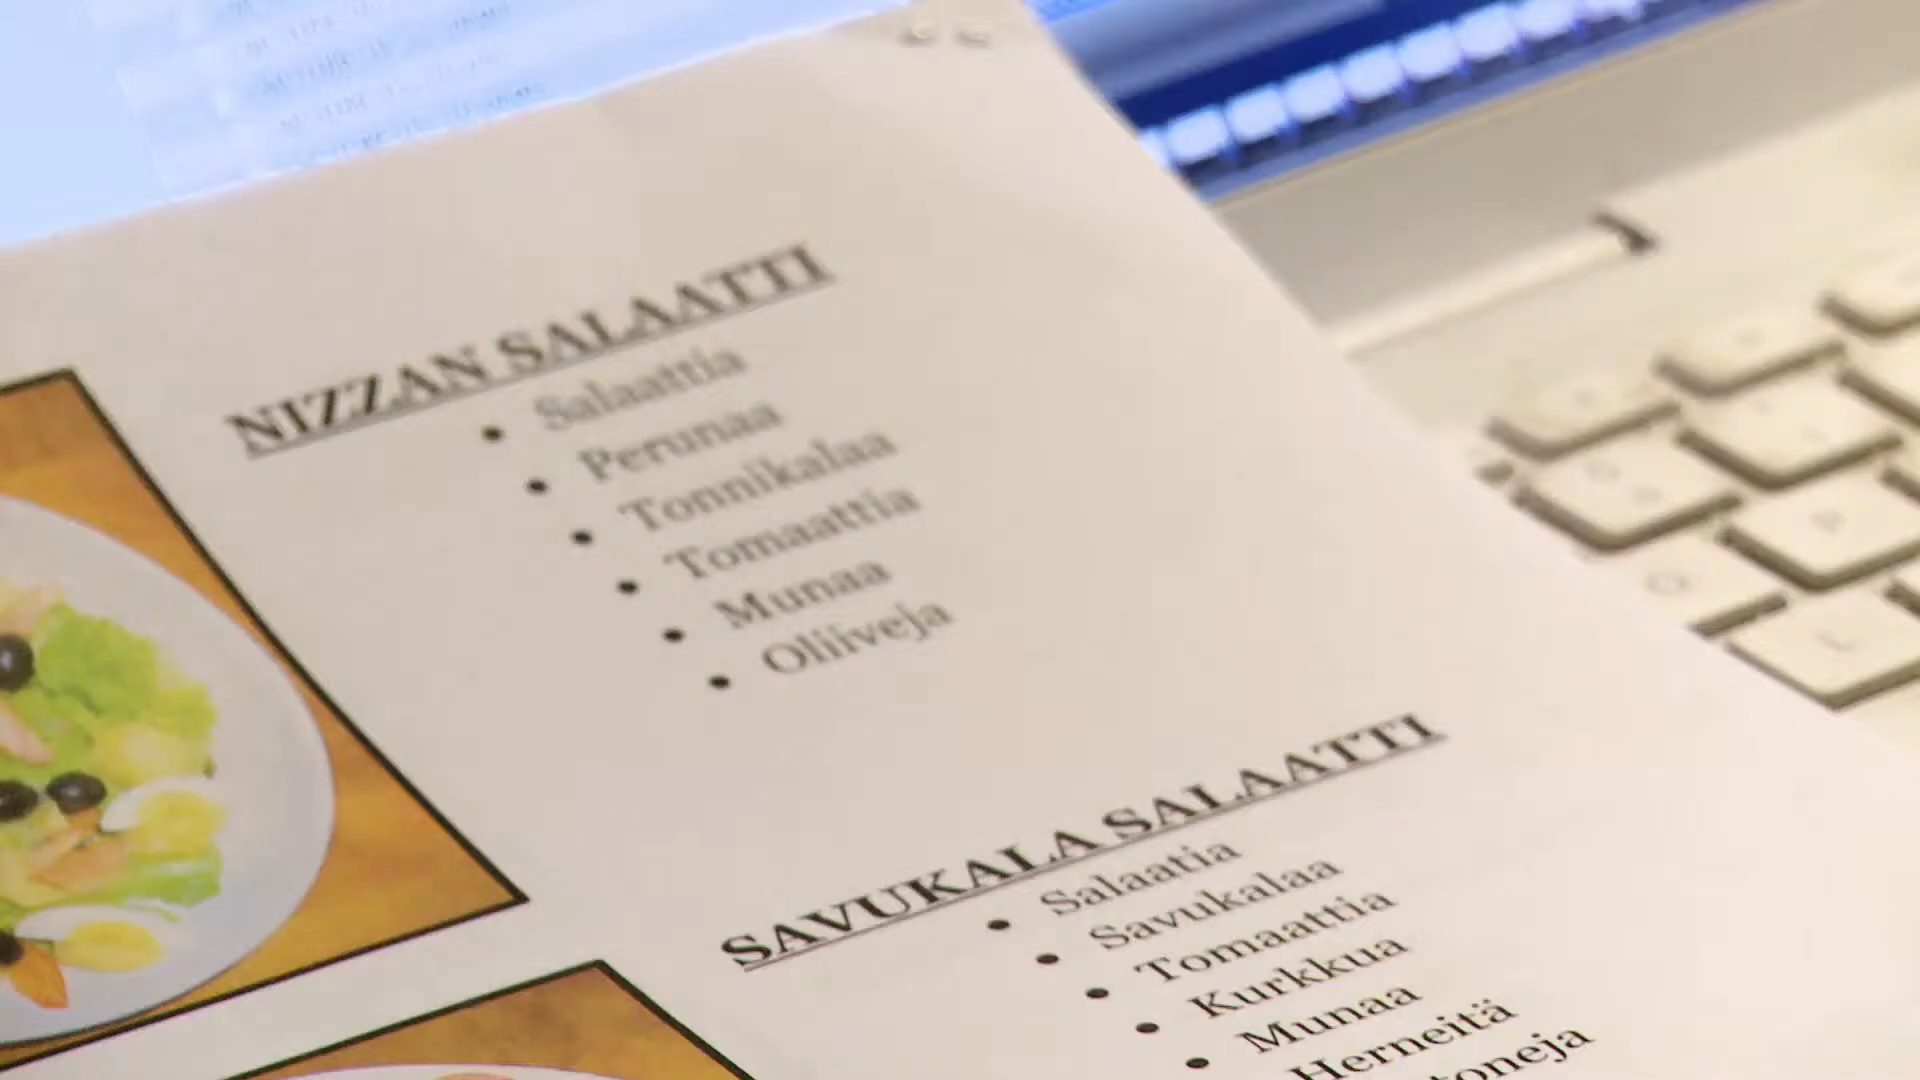 NIZZAN SALAATTI
• Salaattia
• Perunaa
• Tonnikalaa
• Tomaattia
• Munaa
• Oliiveja
SAVUKALA SALAATTI
• Salaatia
• Savukalaa
• Tomaattia
• Kurkkua
• Munaa
Herneitä